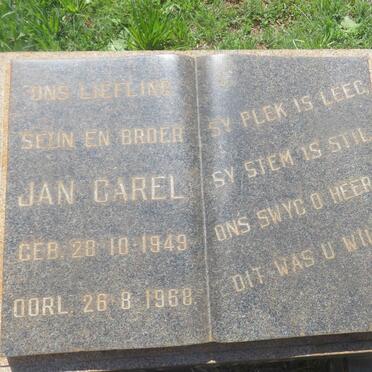 ONS LIEFLING
SEUN EN BROER
JAN CAREL
GEB. 20-10-1949
OORL. 26-8-1968.
SY PLEK IS LEEG,
SY STEM IS STIL
ONS SWYG O HEER
DIT WAS U WIL